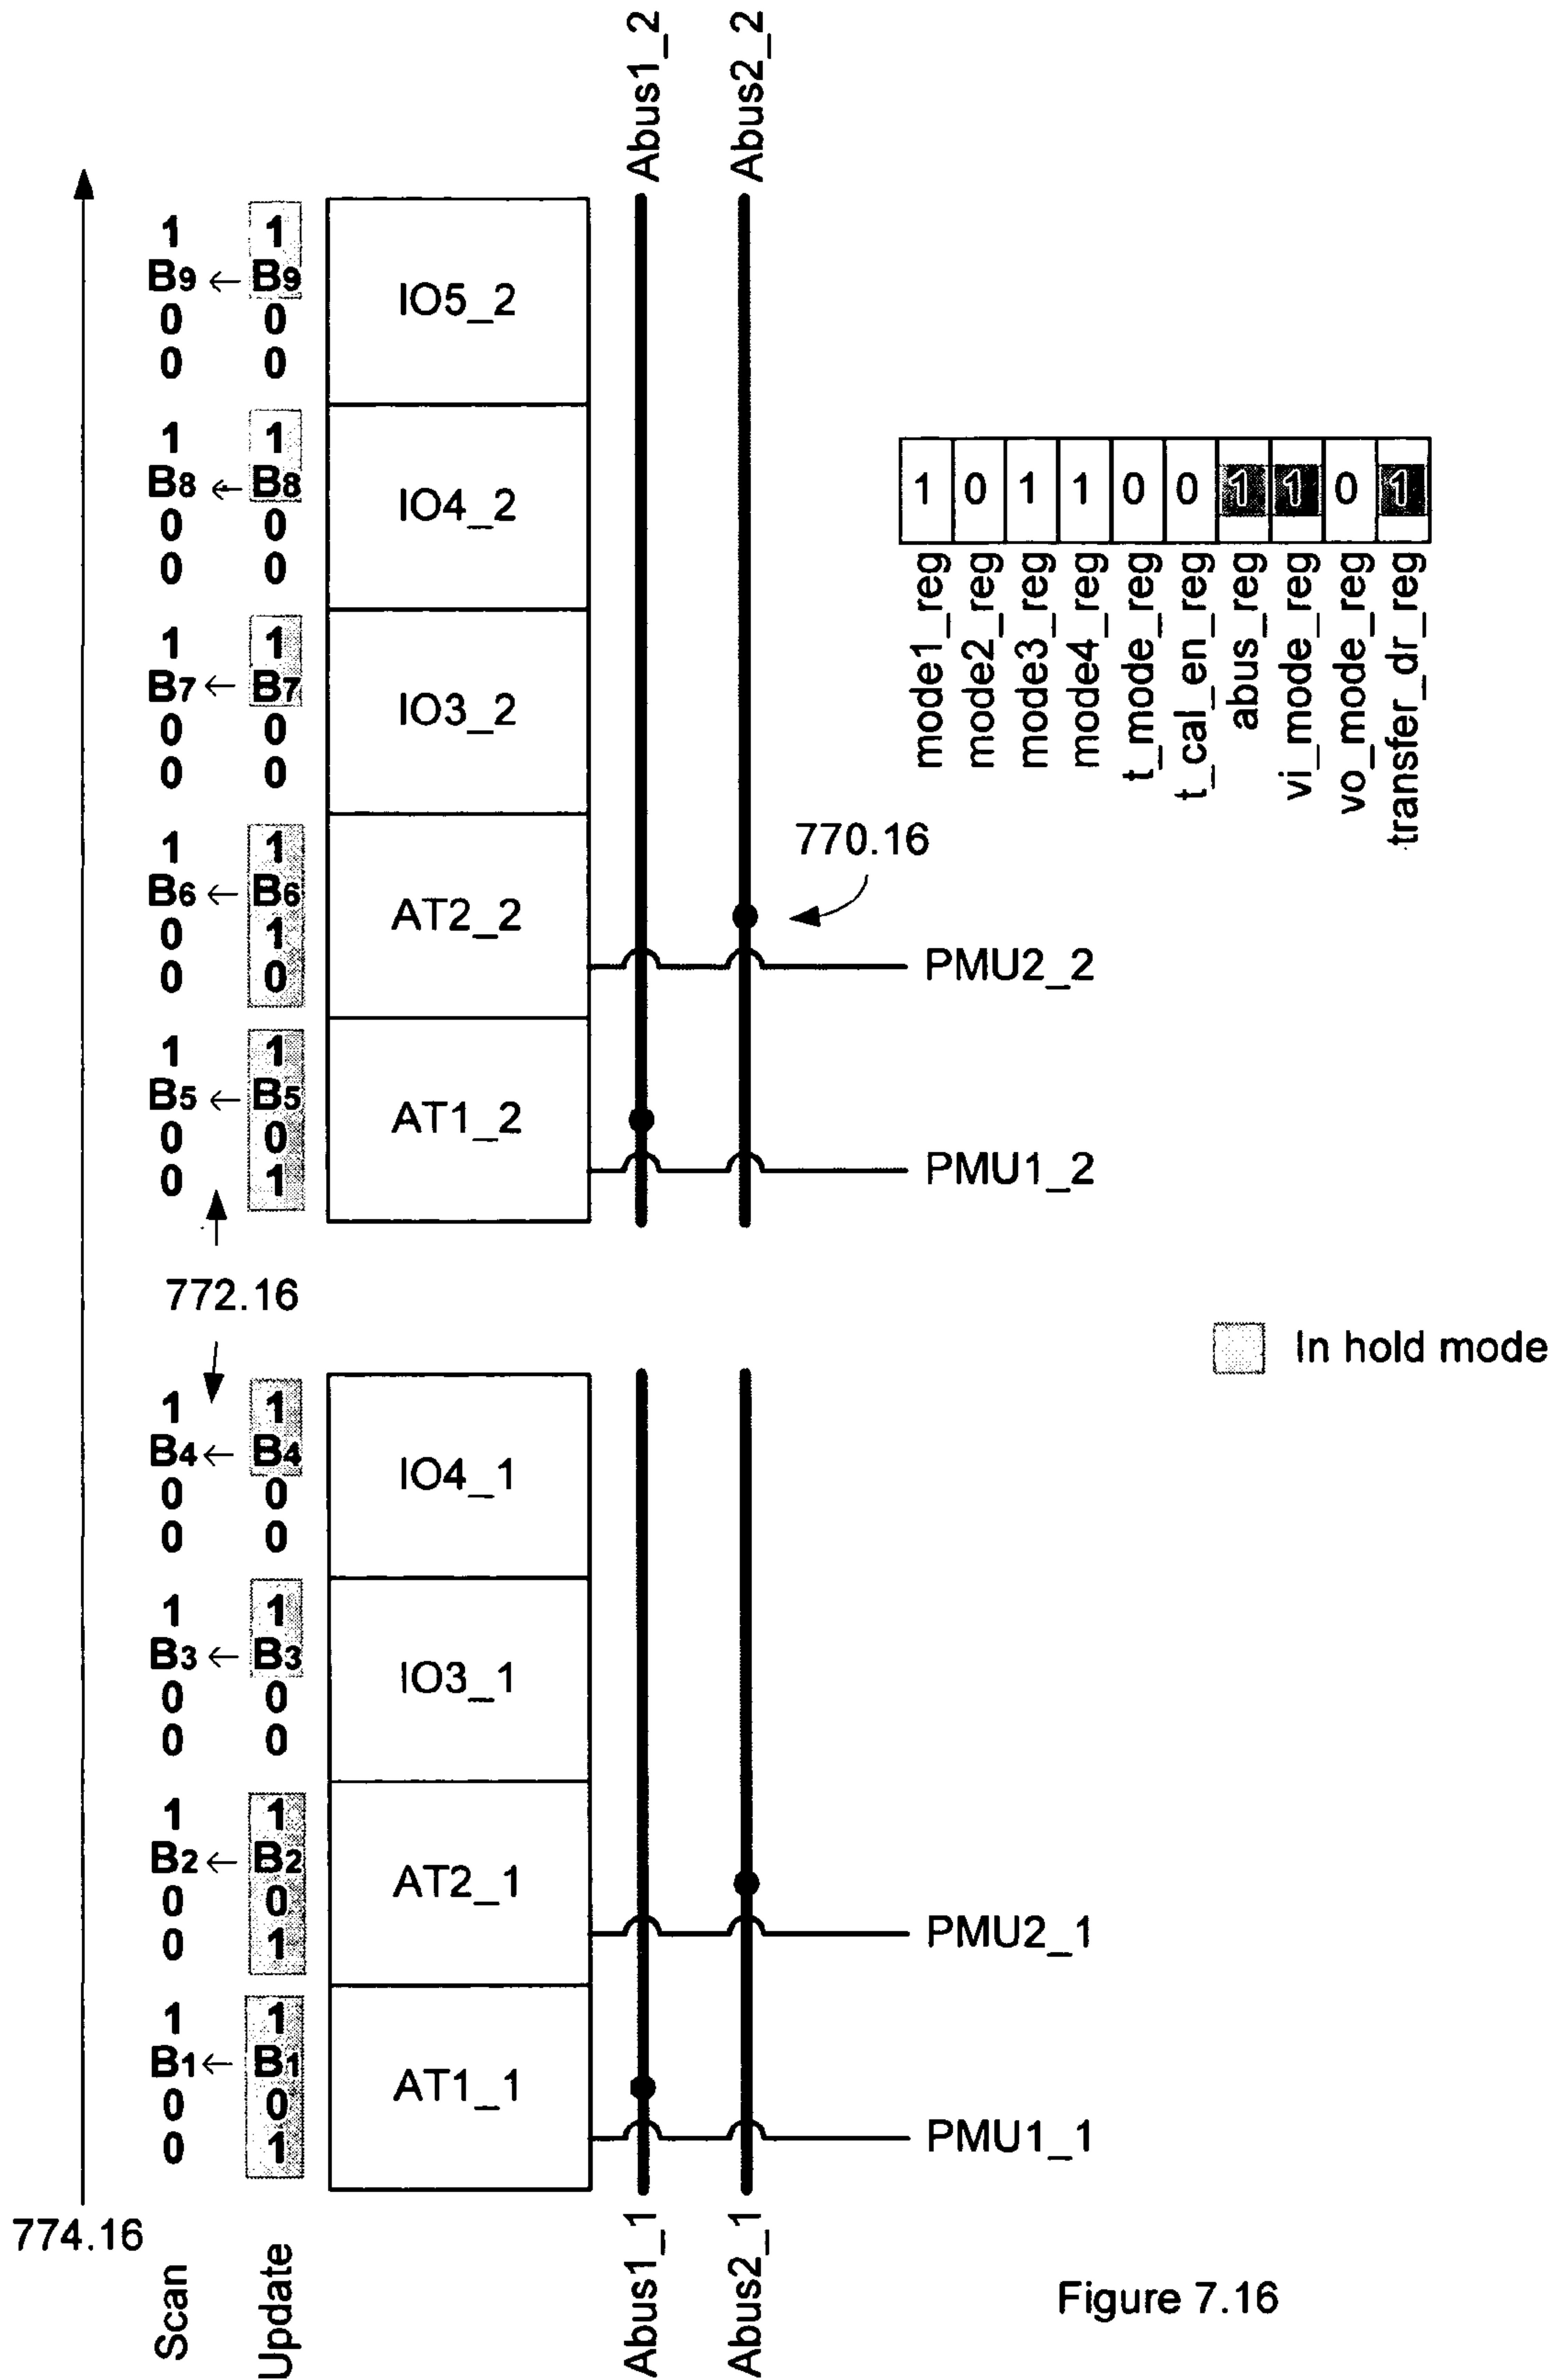 Abus1_2
Abus2_2
1 1
B9 ← B9
0 0
0 0
IO5_2
1 1
B8 ← B8
0 0
0 0
IO4_2
1 0 1 1 0 0 1 1 0 1
mode1_reg
mode2_reg
mode3_reg
mode4_reg
t_mode_reg
t_cal_en_reg
abus_reg
vi_mode_reg
vo_mode_reg
transfer_dr_reg
1 1
B7 ← B7
0 0
0 0
IO3_2
770.16
1 1
B6 ← B6
0 1
0 0
AT2_2
PMU2_2
1 1
B5 ← B5
0 0
0 1
AT1_2
PMU1_2
772.16
In hold mode
1 1
B4 ← B4
0 0
0 0
IO4_1
1 1
B3 ← B3
0 0
0 0
IO3_1
1 1
B2 ← B2
0 0
0 1
AT2_1
PMU2_1
1 1
B1 ← B1
0 0
0 1
AT1_1
PMU1_1
774.16
Scan
Update
Abus1_1
Abus2_1
Figure 7.16